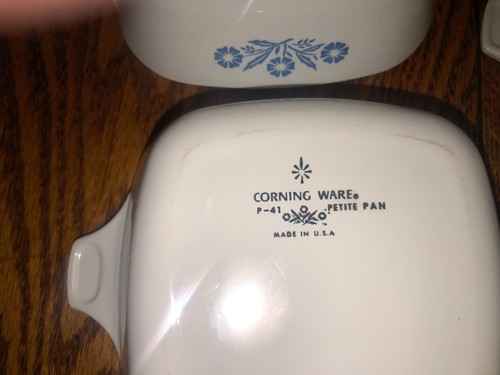 CORNING WARE®
P-41 PETITE PAN
MADE IN U.S.A